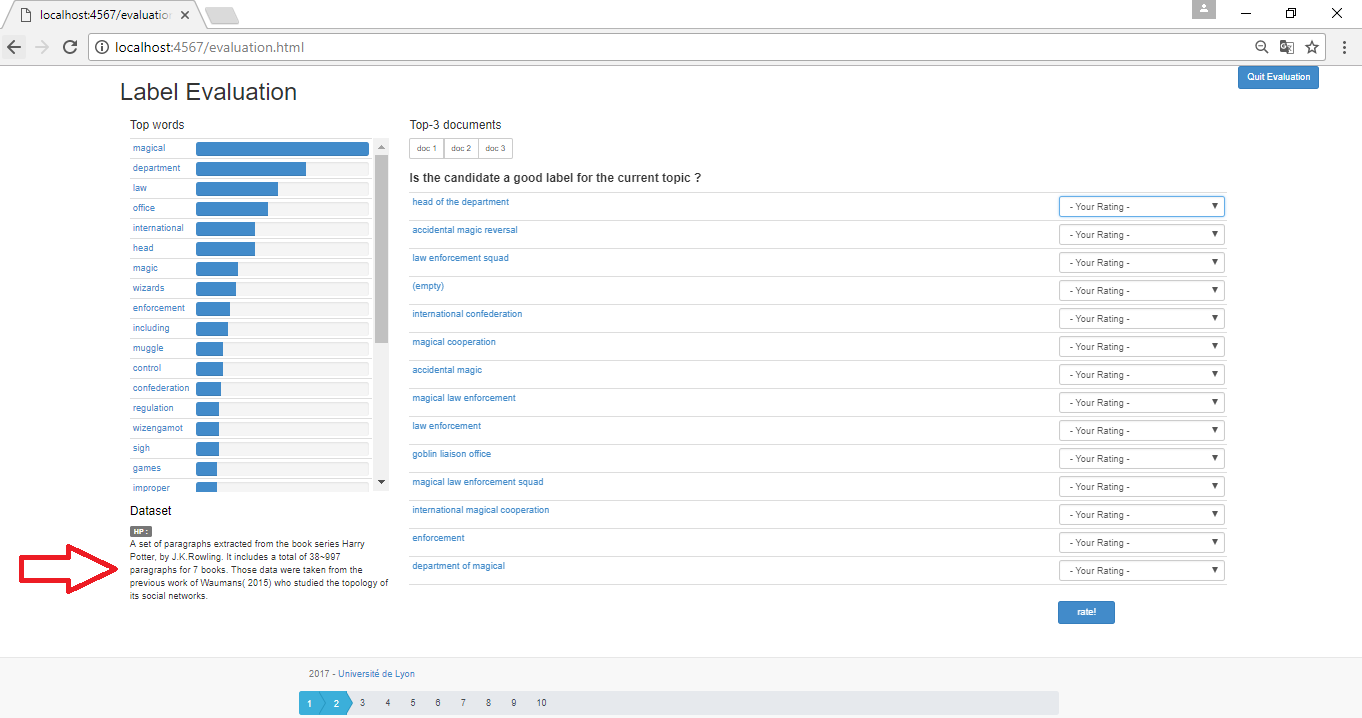 localhost:4567/evaluation
localhost:4567/evaluation.html
Quit Evaluation
Label Evaluation
Top words
magical
department
law
office
international
head
magic
wizards
enforcement
including
muggle
control
confederation
regulation
wizengamot
sigh
games
improper
Dataset
HP :
A set of paragraphs extracted from the book series Harry
Potter, by J.K.Rowling. It includes a total of 38~997
paragraphs for 7 books. Those data were taken from the
previous work of Waumans( 2015) who studied the topology of
its social networks.
Top-3 documents
doc 1 doc 2 doc 3
Is the candidate a good label for the current topic ?
head of the department - Your Rating -
accidental magic reversal - Your Rating -
law enforcement squad - Your Rating -
(empty) - Your Rating -
international confederation - Your Rating -
magical cooperation - Your Rating -
accidental magic - Your Rating -
magical law enforcement - Your Rating -
law enforcement - Your Rating -
goblin liaison office - Your Rating -
magical law enforcement squad - Your Rating -
international magical cooperation - Your Rating -
enforcement - Your Rating -
department of magical - Your Rating -
rate!
2017 - Université de Lyon
1 2 3 4 5 6 7 8 9 10